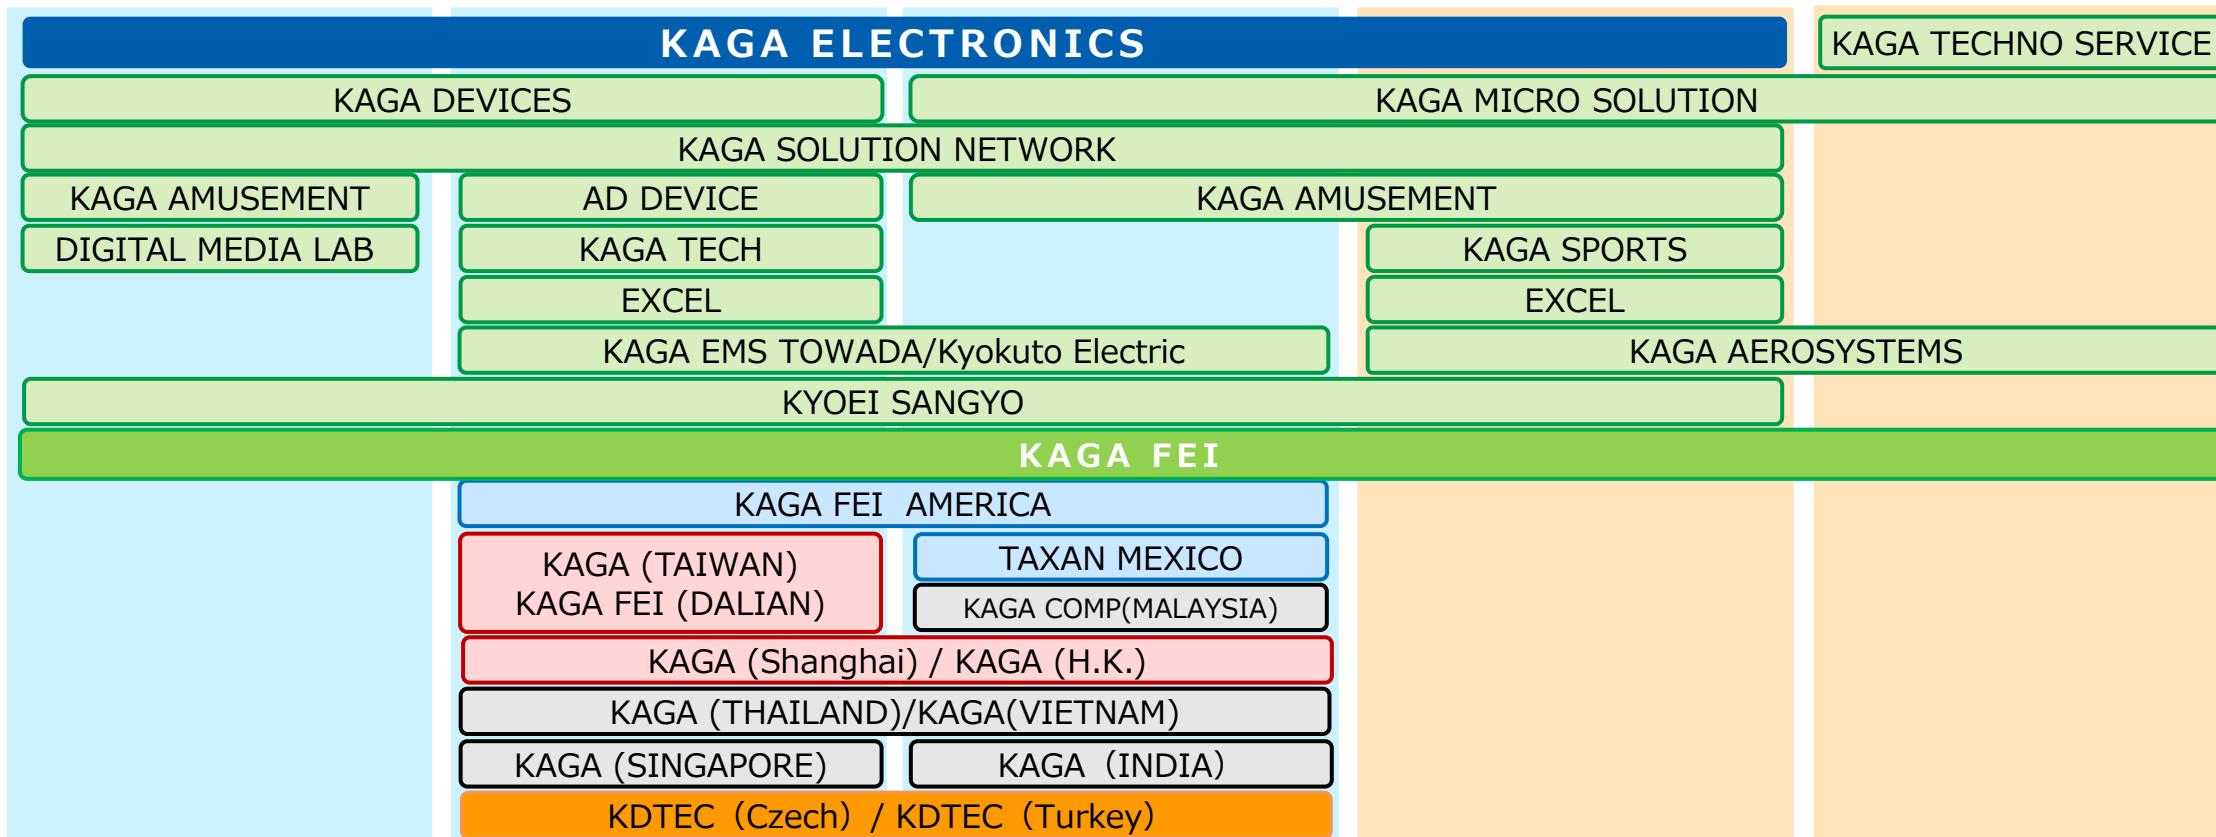 KAGA ELECTRONICS
KAGA TECHNO SERVICE
KAGA DEVICES
KAGA MICRO SOLUTION
KAGA SOLUTION NETWORK
KAGA AMUSEMENT
AD DEVICE
KAGA AMUSEMENT
DIGITAL MEDIA LAB
KAGA TECH
KAGA SPORTS
EXCEL
EXCEL
KAGA EMS TOWADA/Kyokuto Electric
KAGA AEROSYSTEMS
KYOEI SANGYO
KAGA FEI
KAGA FEI AMERICA
KAGA (TAIWAN)
KAGA FEI (DALIAN)
TAXAN MEXICO
KAGA COMP(MALAYSIA)
KAGA (Shanghai) / KAGA (H.K.)
KAGA (THAILAND)/KAGA(VIETNAM)
KAGA (SINGAPORE)
KAGA（INDIA）
KDTEC（Czech）/ KDTEC（Turkey）